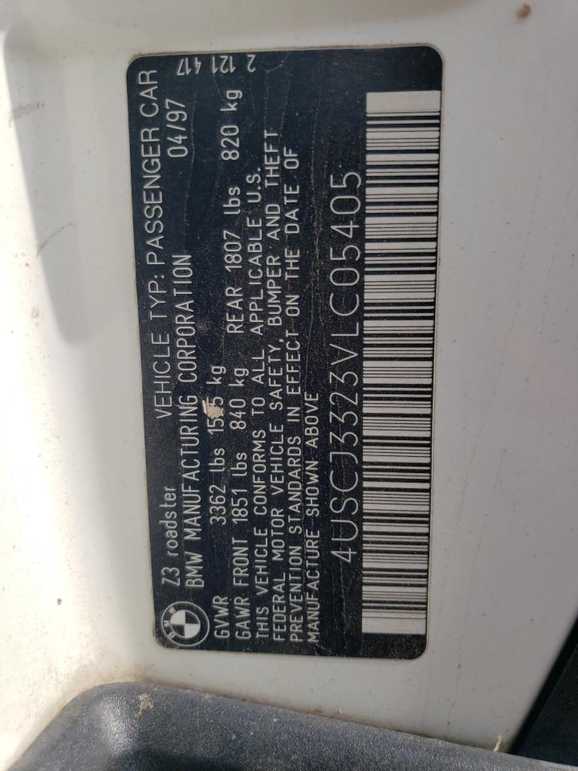 Z3 roadster VEHICLE TYP: PASSENGER CAR
BMW MANUFACTURING CORPORATION 04/97 2 121 417
GVWR 3362 lbs kg
GAWR FRONT 1851 lbs 840 kg REAR 1807 lbs 820 kg
THIS VEHICLE CONFORMS TO ALL APPLICABLE U.S.
FEDERAL MOTOR VEHICLE SAFETY, BUMPER AND THEFT
PREVENTION STANDARDS IN EFFECT ON THE DATE OF
MANUFACTURE SHOWN ABOVE
4USCJ3323VLC05405
BMW